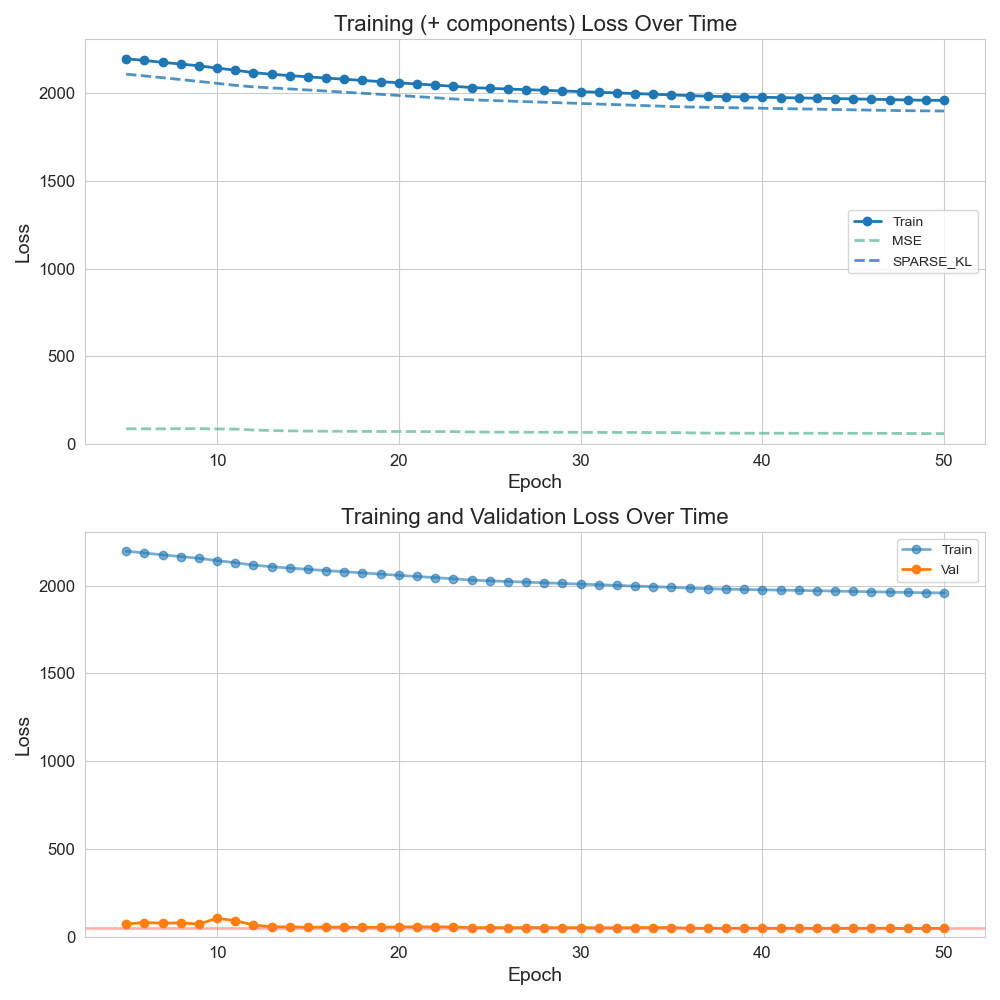 Training (+ components) Loss Over Time
2000
1500
1000
500
0
Loss
Train
MSE
SPARSE_KL
10 20 30 40 50
Epoch
Training and Validation Loss Over Time
2000
1500
1000
500
0
Loss
Train
Val
10 20 30 40 50
Epoch